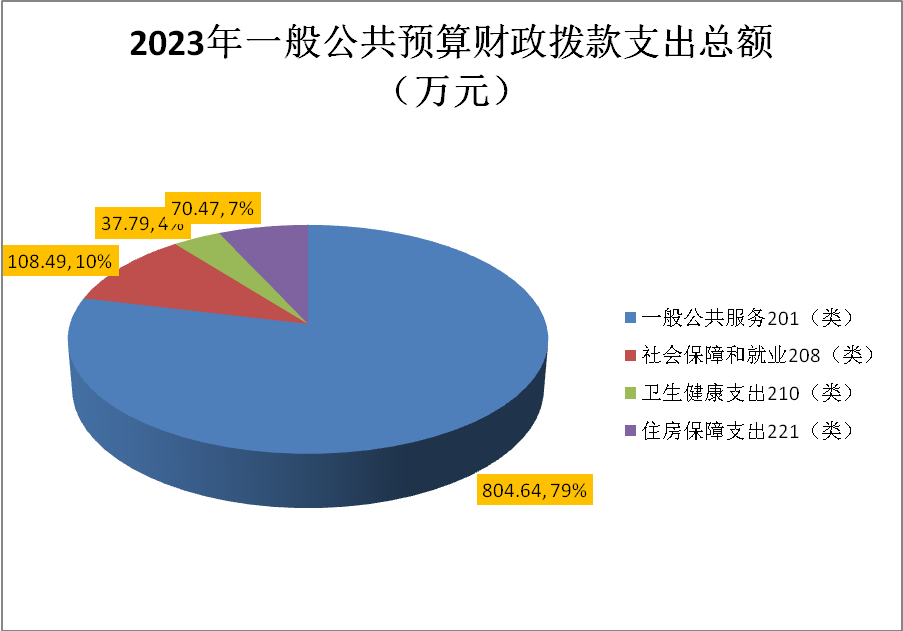 2023年一般公共预算财政拨款支出总额
（万元）
70.47, 7%
37.79, 4%
108.49, 10%
804.64, 79%
一般公共服务201（类）
社会保障和就业208（类）
卫生健康支出210（类）
住房保障支出221（类）